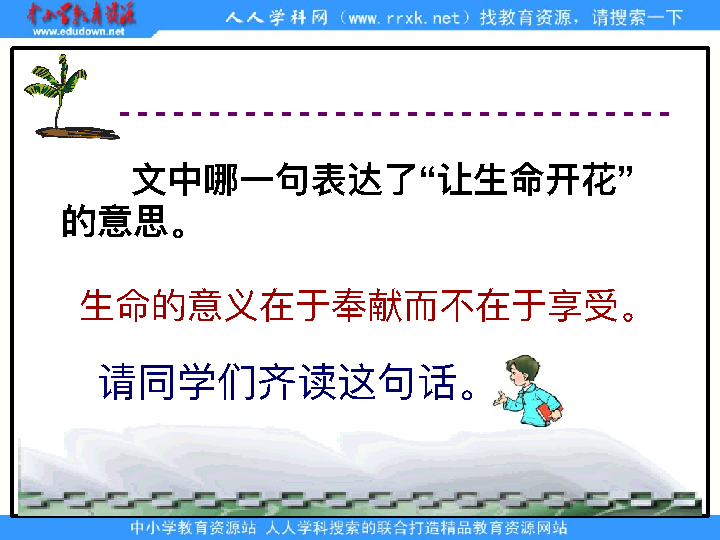 中小学教育资源
www.edudown.net
人人学科网（www.rrxk.net）找教育资源，请搜索一下
文中哪一句表达了“让生命开花”
的意思。
生命的意义在于奉献而不在于享受。
请同学们齐读这句话。
中小学教育资源站 人人学科搜索的联合打造精品教育资源网站